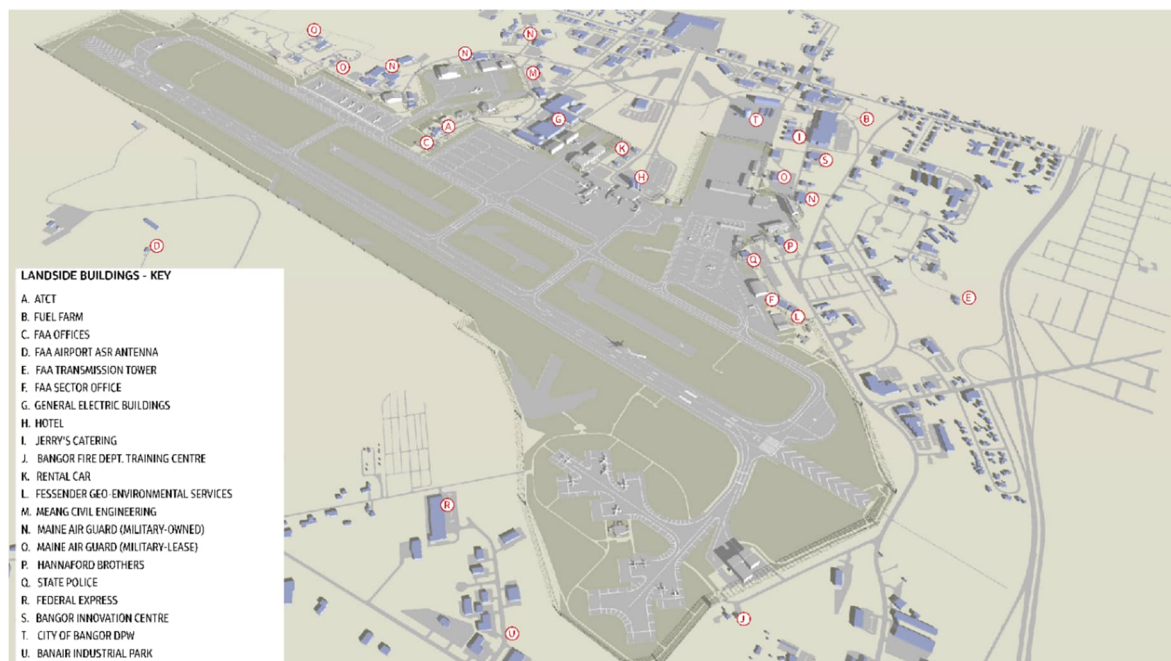 O
N
O
N
N
M
A
C
G
K
H
T
I
B
S
O
N
P
Q
F
L
E
D
R
U
J
LANDSIDE BUILDINGS - KEY
A. ATCT
B. FUEL FARM
C. FAA OFFICES
D. FAA AIRPORT ASR ANTENNA
E. FAA TRANSMISSION TOWER
F. FAA SECTOR OFFICE
G. GENERAL ELECTRIC BUILDINGS
H. HOTEL
I. JERRY'S CATERING
J. BANGOR FIRE DEPT. TRAINING CENTRE
K. RENTAL CAR
L. FESSENDER GEO-ENVIRONMENTAL SERVICES
M. MEANG CIVIL ENGINEERING
N. MAINE AIR GUARD (MILITARY-OWNED)
O. MAINE AIR GUARD (MILITARY-LEASE)
P. HANNAFORD BROTHERS
Q. STATE POLICE
R. FEDERAL EXPRESS
S. BANGOR INNOVATION CENTRE
T. CITY OF BANGOR DPW
U. BANAIR INDUSTRIAL PARK